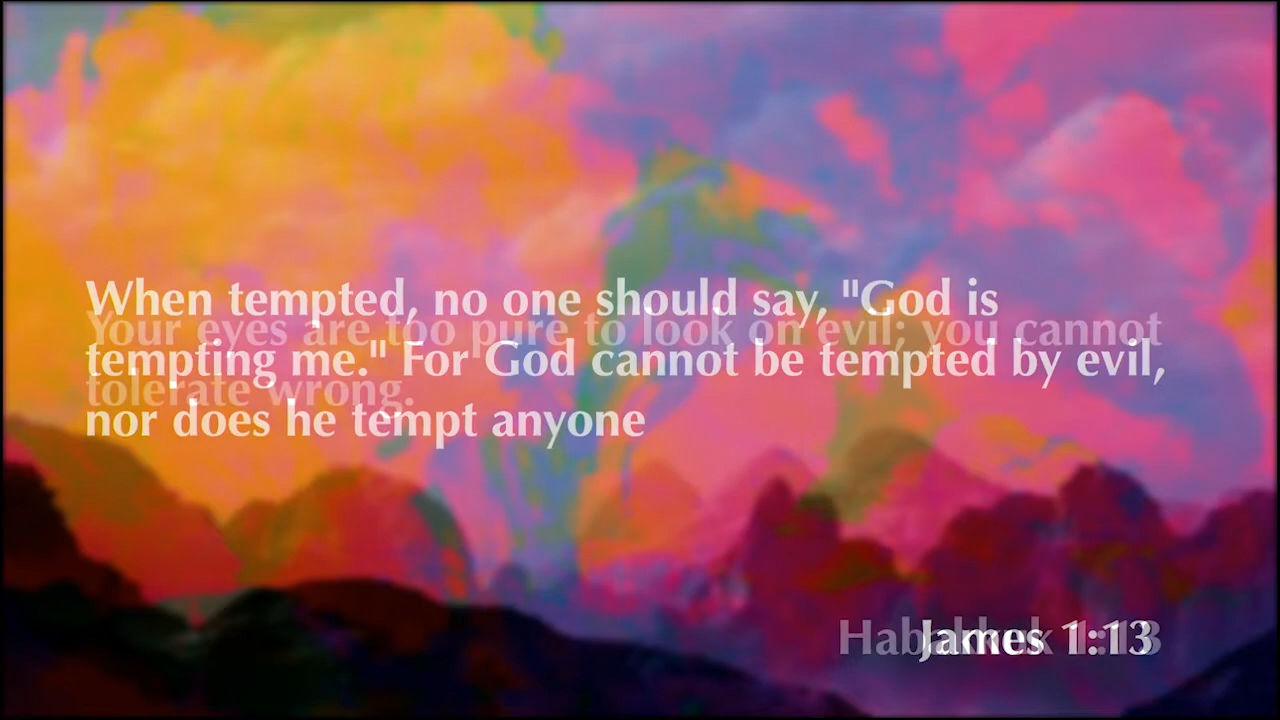 When tempted, no one should say, "God is
tempting me." For God cannot be tempted by evil,
nor does he tempt anyone
Your eyes are too pure to look on evil; you cannot
tolerate wrong.
James 1:13
Habakkuk 1:13